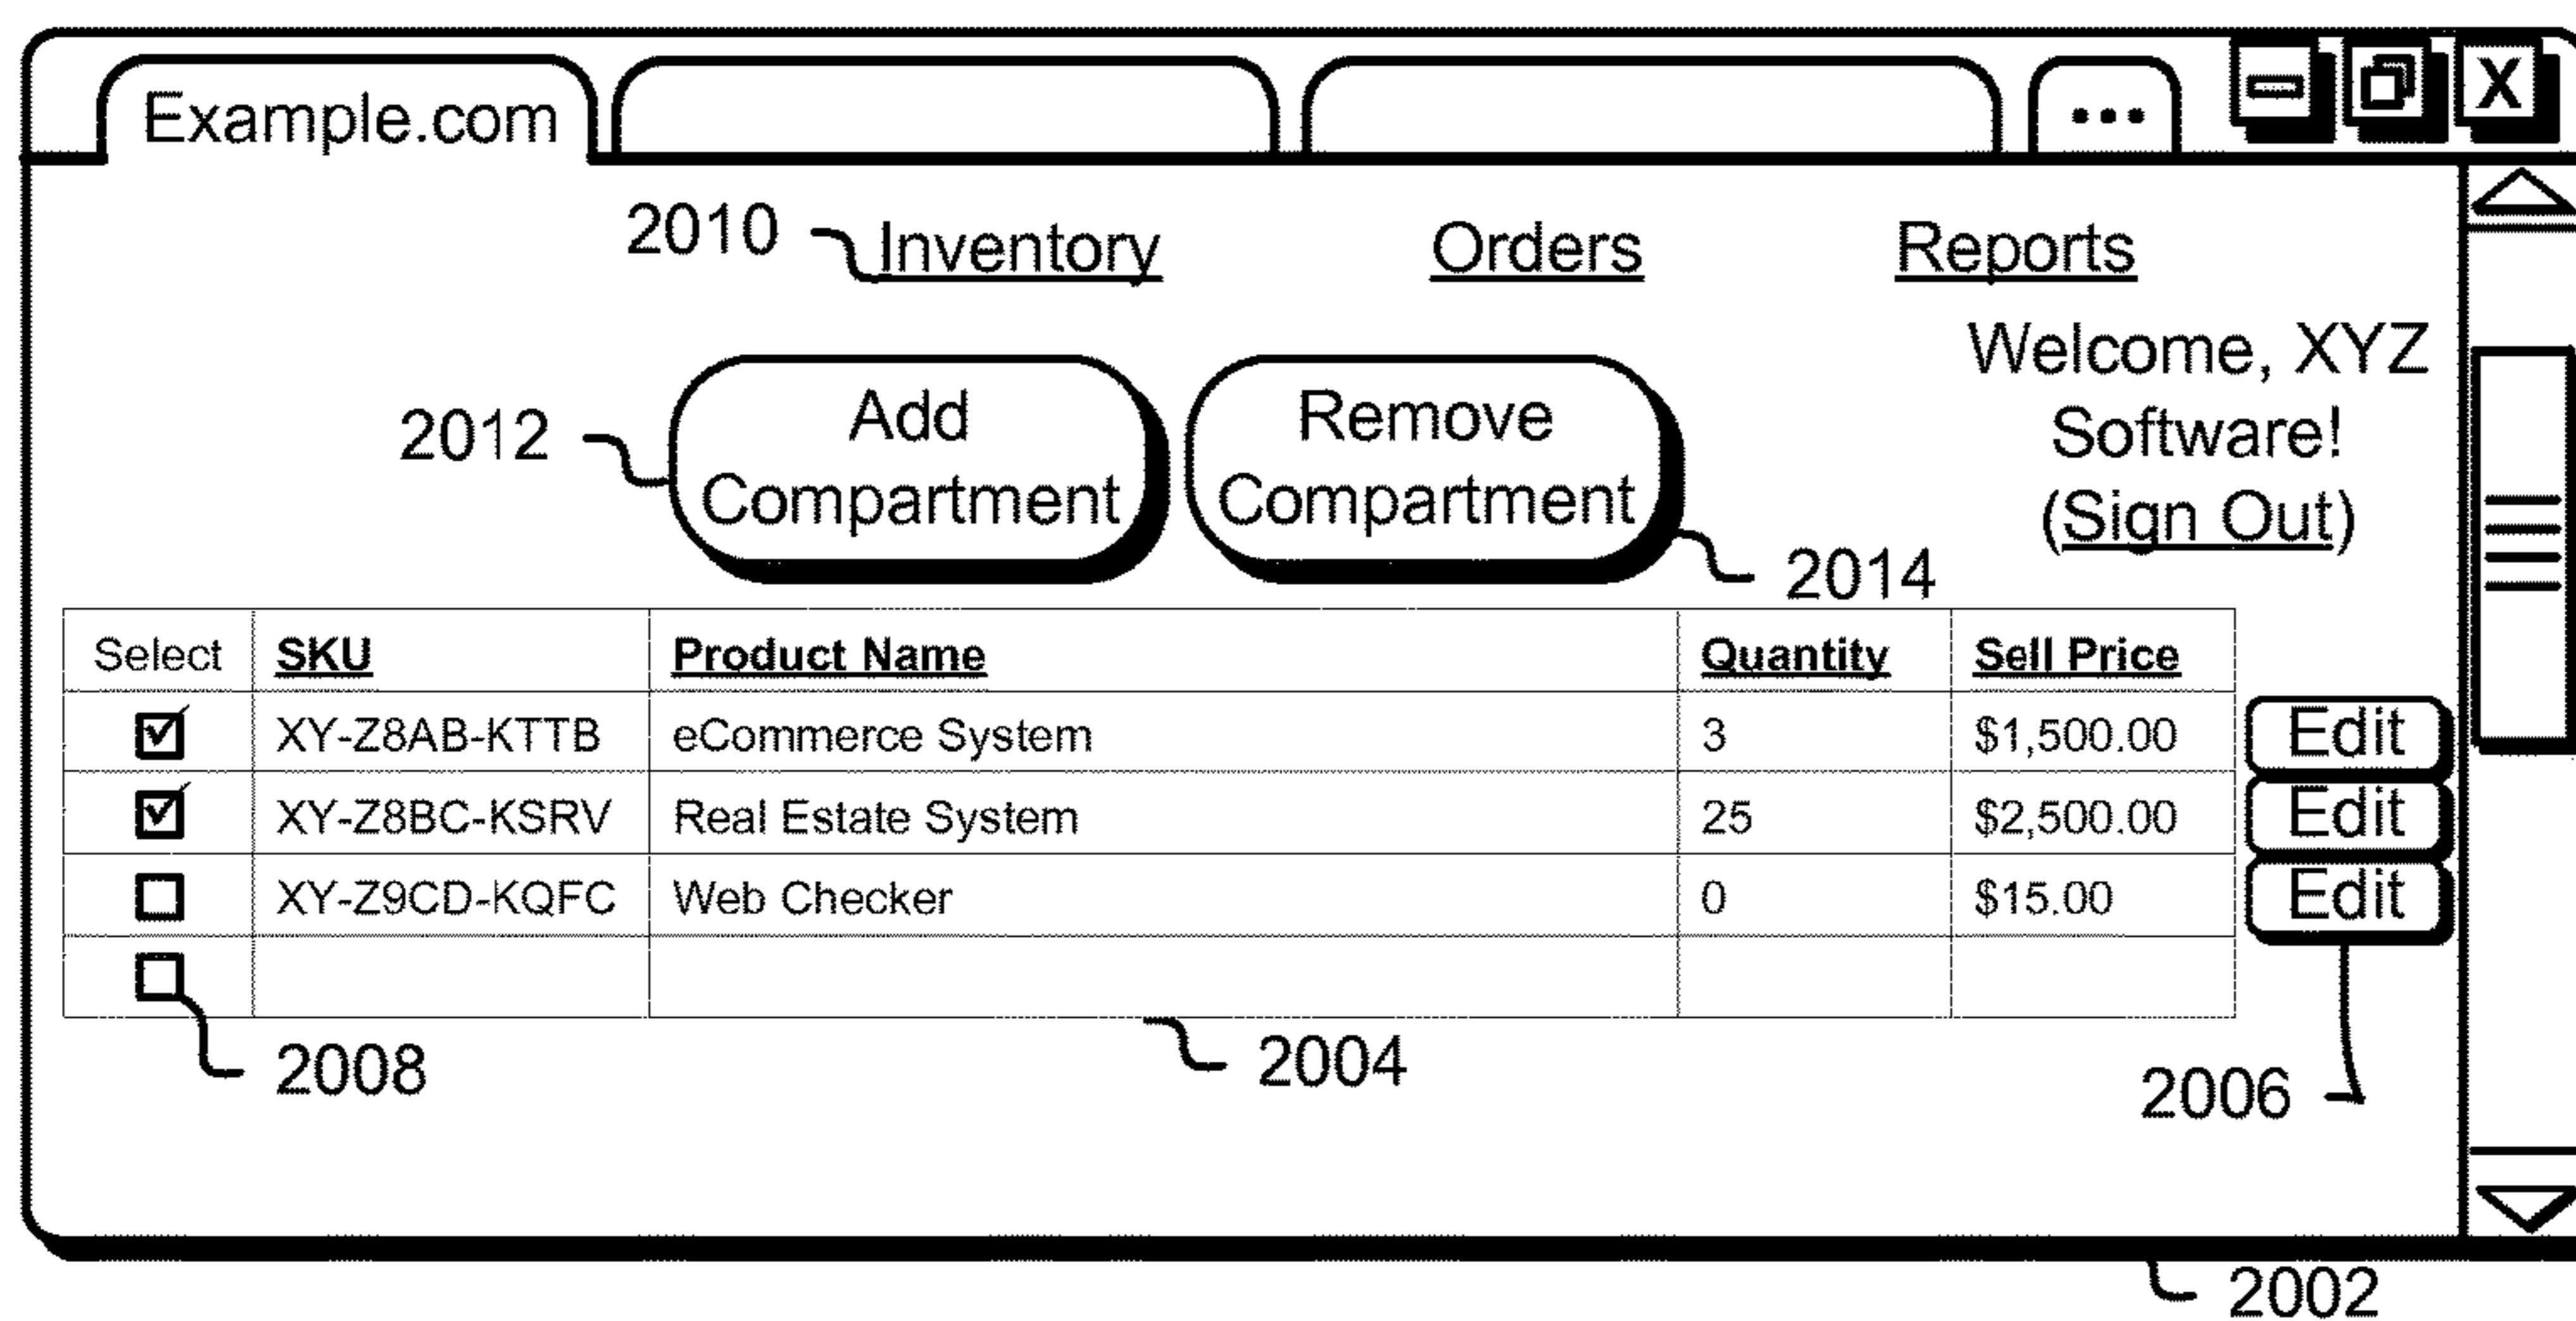 Example.com
...
X
2010
Inventory Orders Reports
Welcome, XYZ
Software!
(Sign Out)
2012
Add
Compartment
Remove
Compartment
2014
Select SKU Product Name Quantity Sell Price
XY-Z8AB-KTTB eCommerce System 3 $1,500.00 Edit
XY-Z8BC-KSRV Real Estate System 25 $2,500.00 Edit
XY-Z9CD-KQFC Web Checker 0 $15.00 Edit
2008
2004
2006
2002